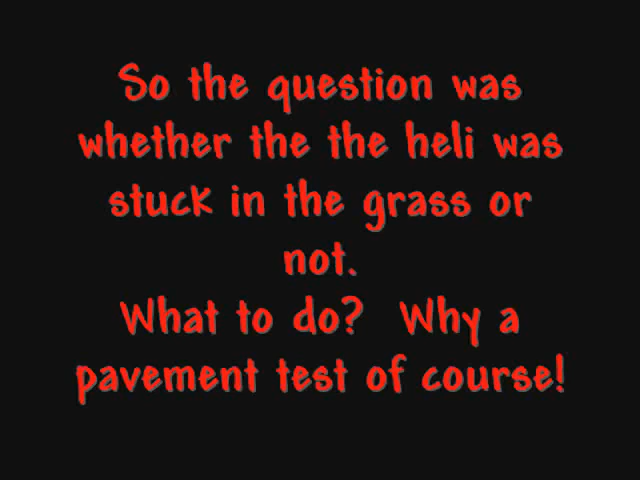 So the question was
whether the the heli was
stuck in the grass or
not.
What to do? Why a
pavement test of course!